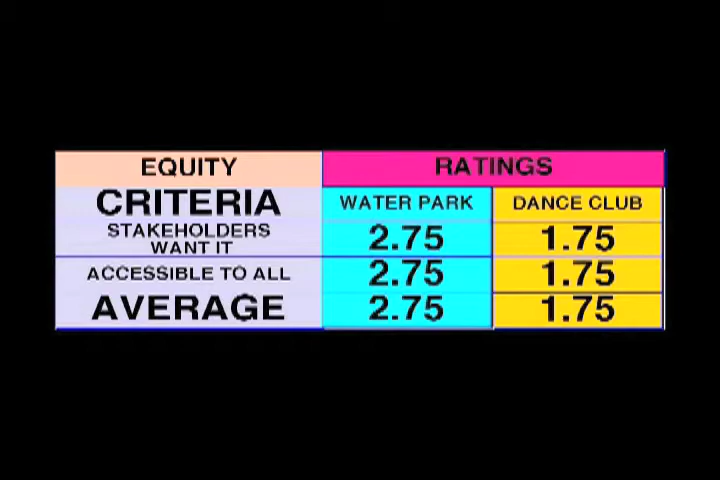 EQUITY RATINGS
CRITERIA WATER PARK DANCE CLUB
STAKEHOLDERS
WANT IT 2.75 1.75
ACCESSIBLE TO ALL 2.75 1.75
AVERAGE 2.75 1.75